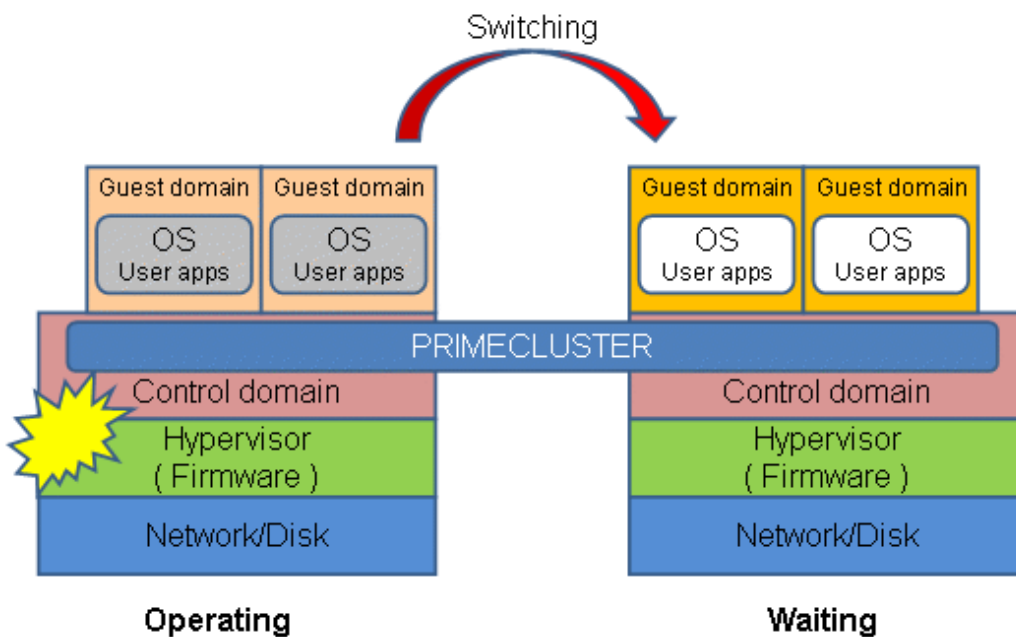 Switching
Guest domain
Guest domain
Guest domain
Guest domain
OS
User apps
OS
User apps
OS
User apps
OS
User apps
PRIMECLUSTER
Control domain
Control domain
Hypervisor
( Firmware )
Hypervisor
( Firmware )
Network/Disk
Network/Disk
Operating
Waiting